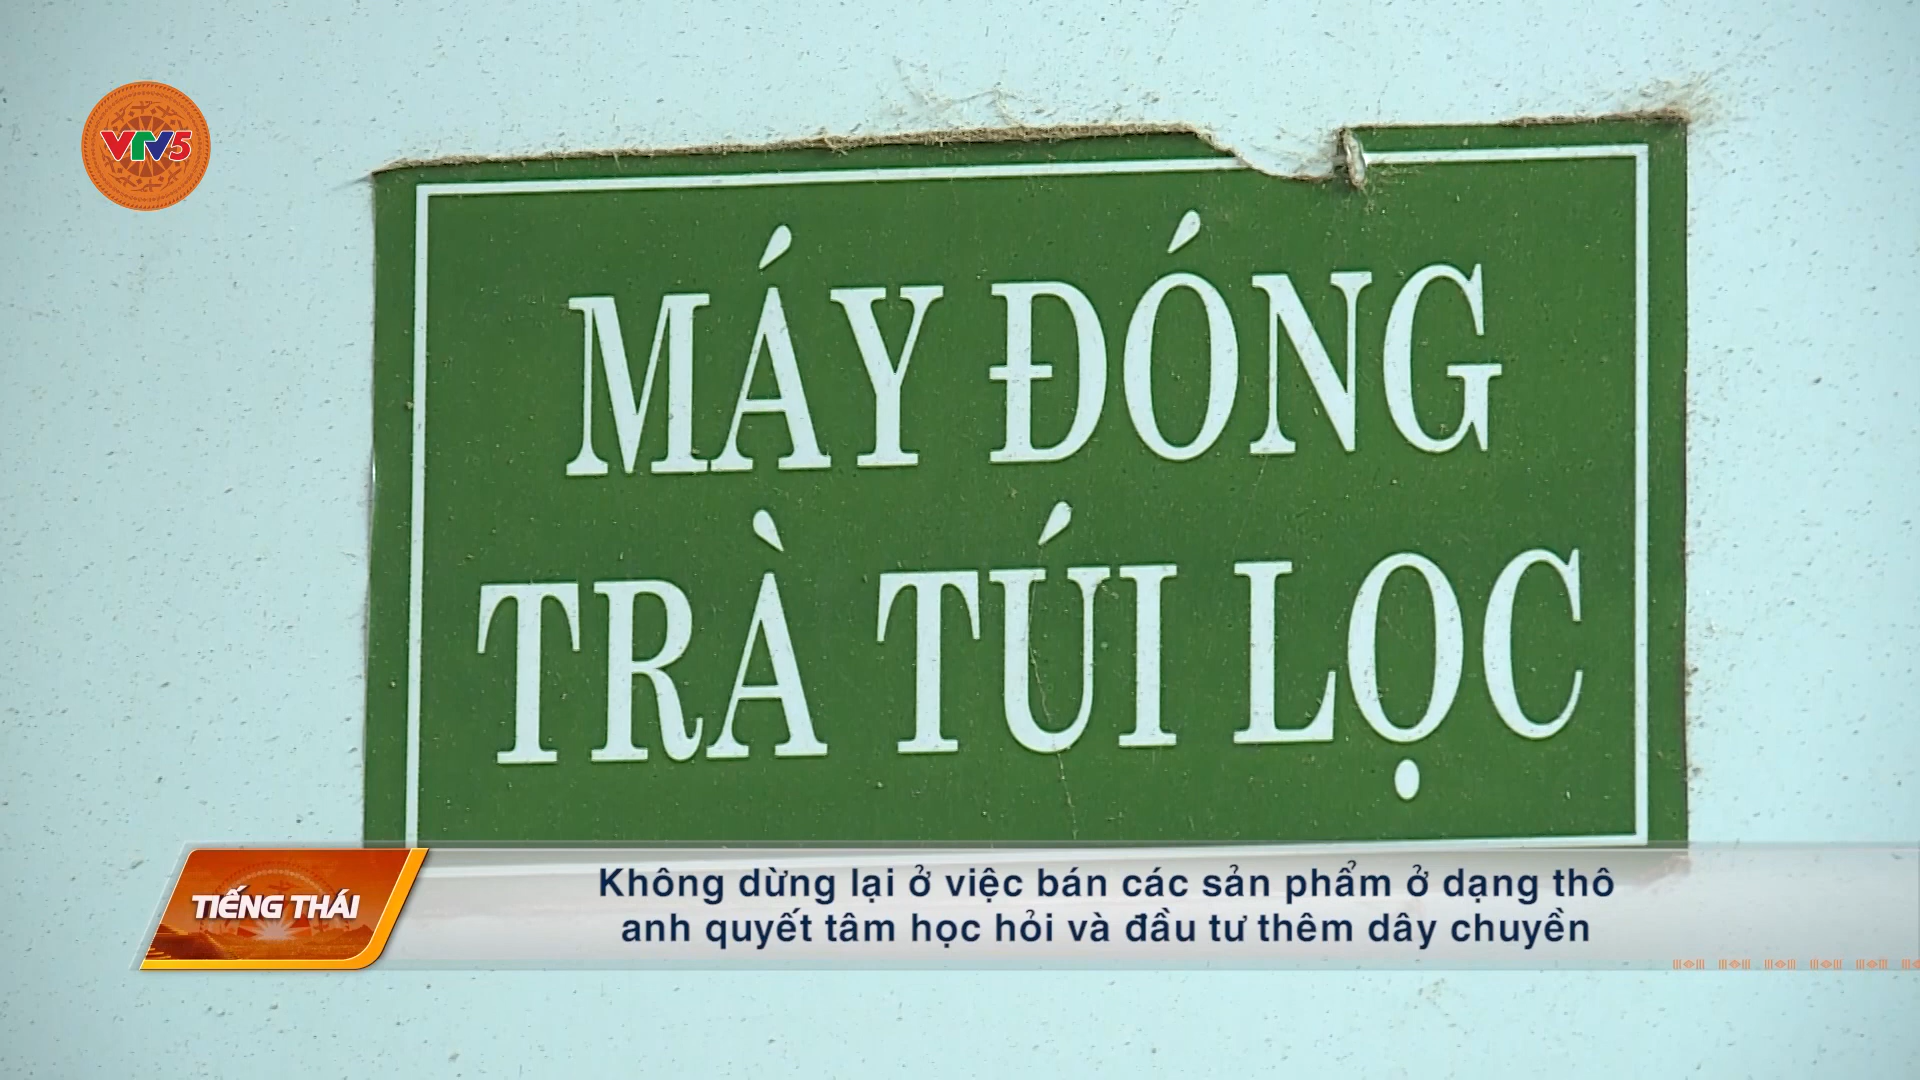 VTV5
MÁY ĐÓNG
TRÀ TÚI LỌC
TIẾNG THÁI
Không dừng lại ở việc bán các sản phẩm ở dạng thô
anh quyết tâm học hỏi và đầu tư thêm dây chuyền